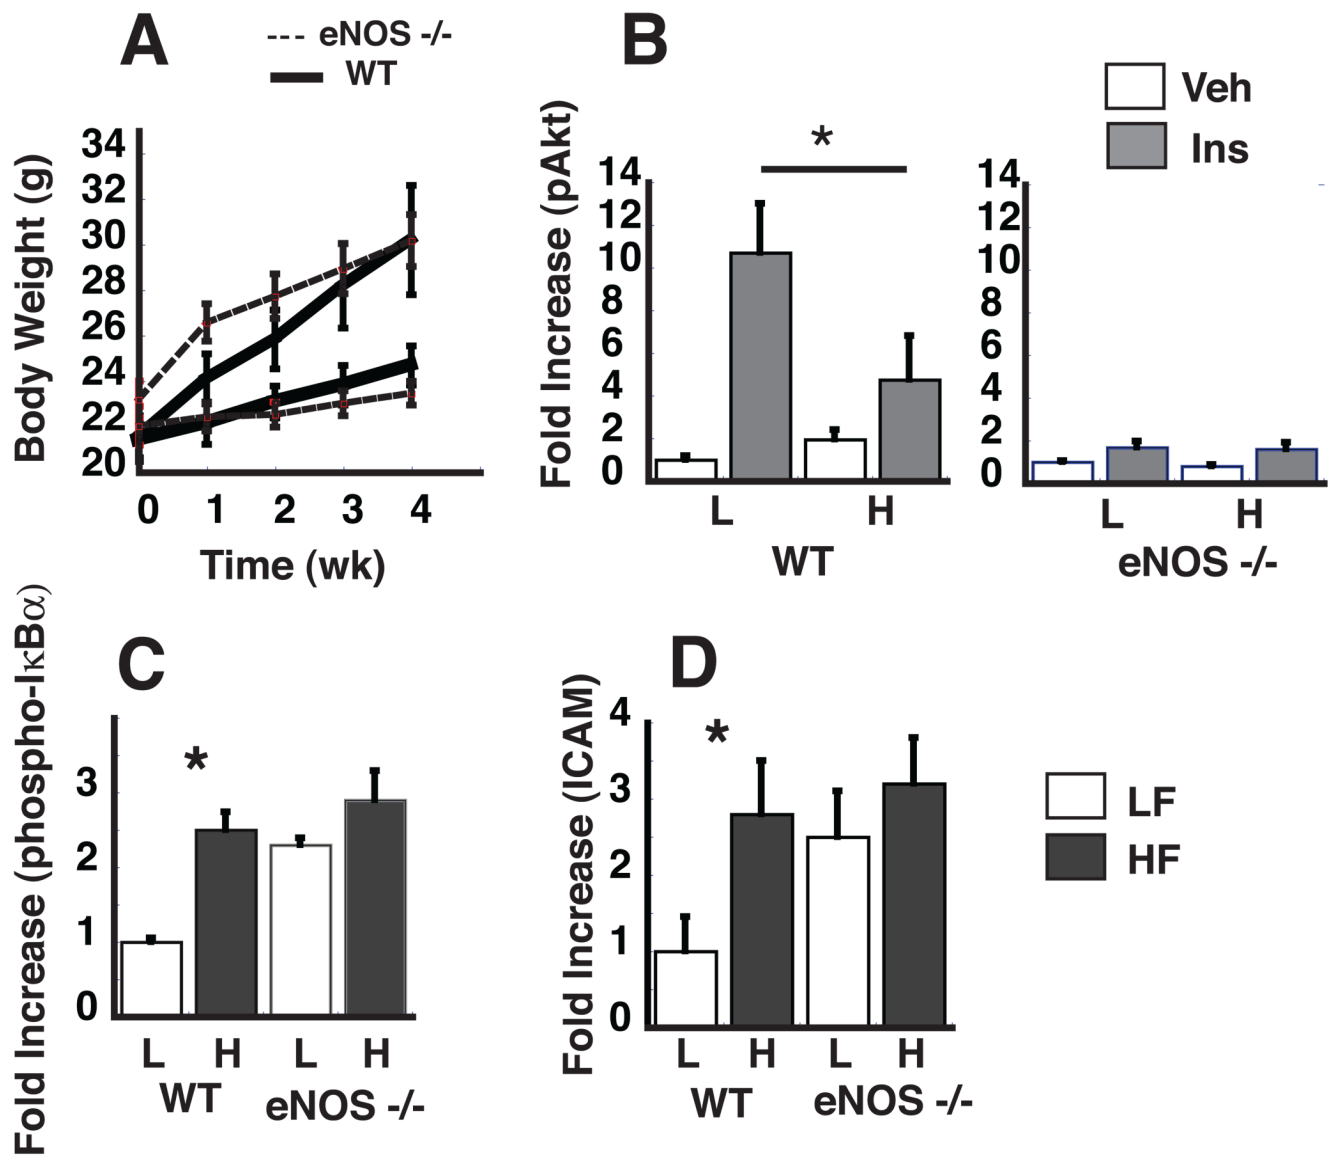 A
eNOS -/-
WT
Body Weight (g)
34
32
30
28
26
24
22
20
0 1 2 3 4
Time (wk)
B
Veh
Ins
Fold Increase (pAkt)
*
14
12
10
8
6
4
2
0
L H
WT
14
12
10
8
6
4
2
0
L H
eNOS -/-
C
Fold Increase (phospho-IκBα)
*
3
2
1
0
L H L H
WT eNOS -/-
D
Fold Increase (ICAM)
*
4
3
2
1
0
L H L H
WT eNOS -/-
LF
HF